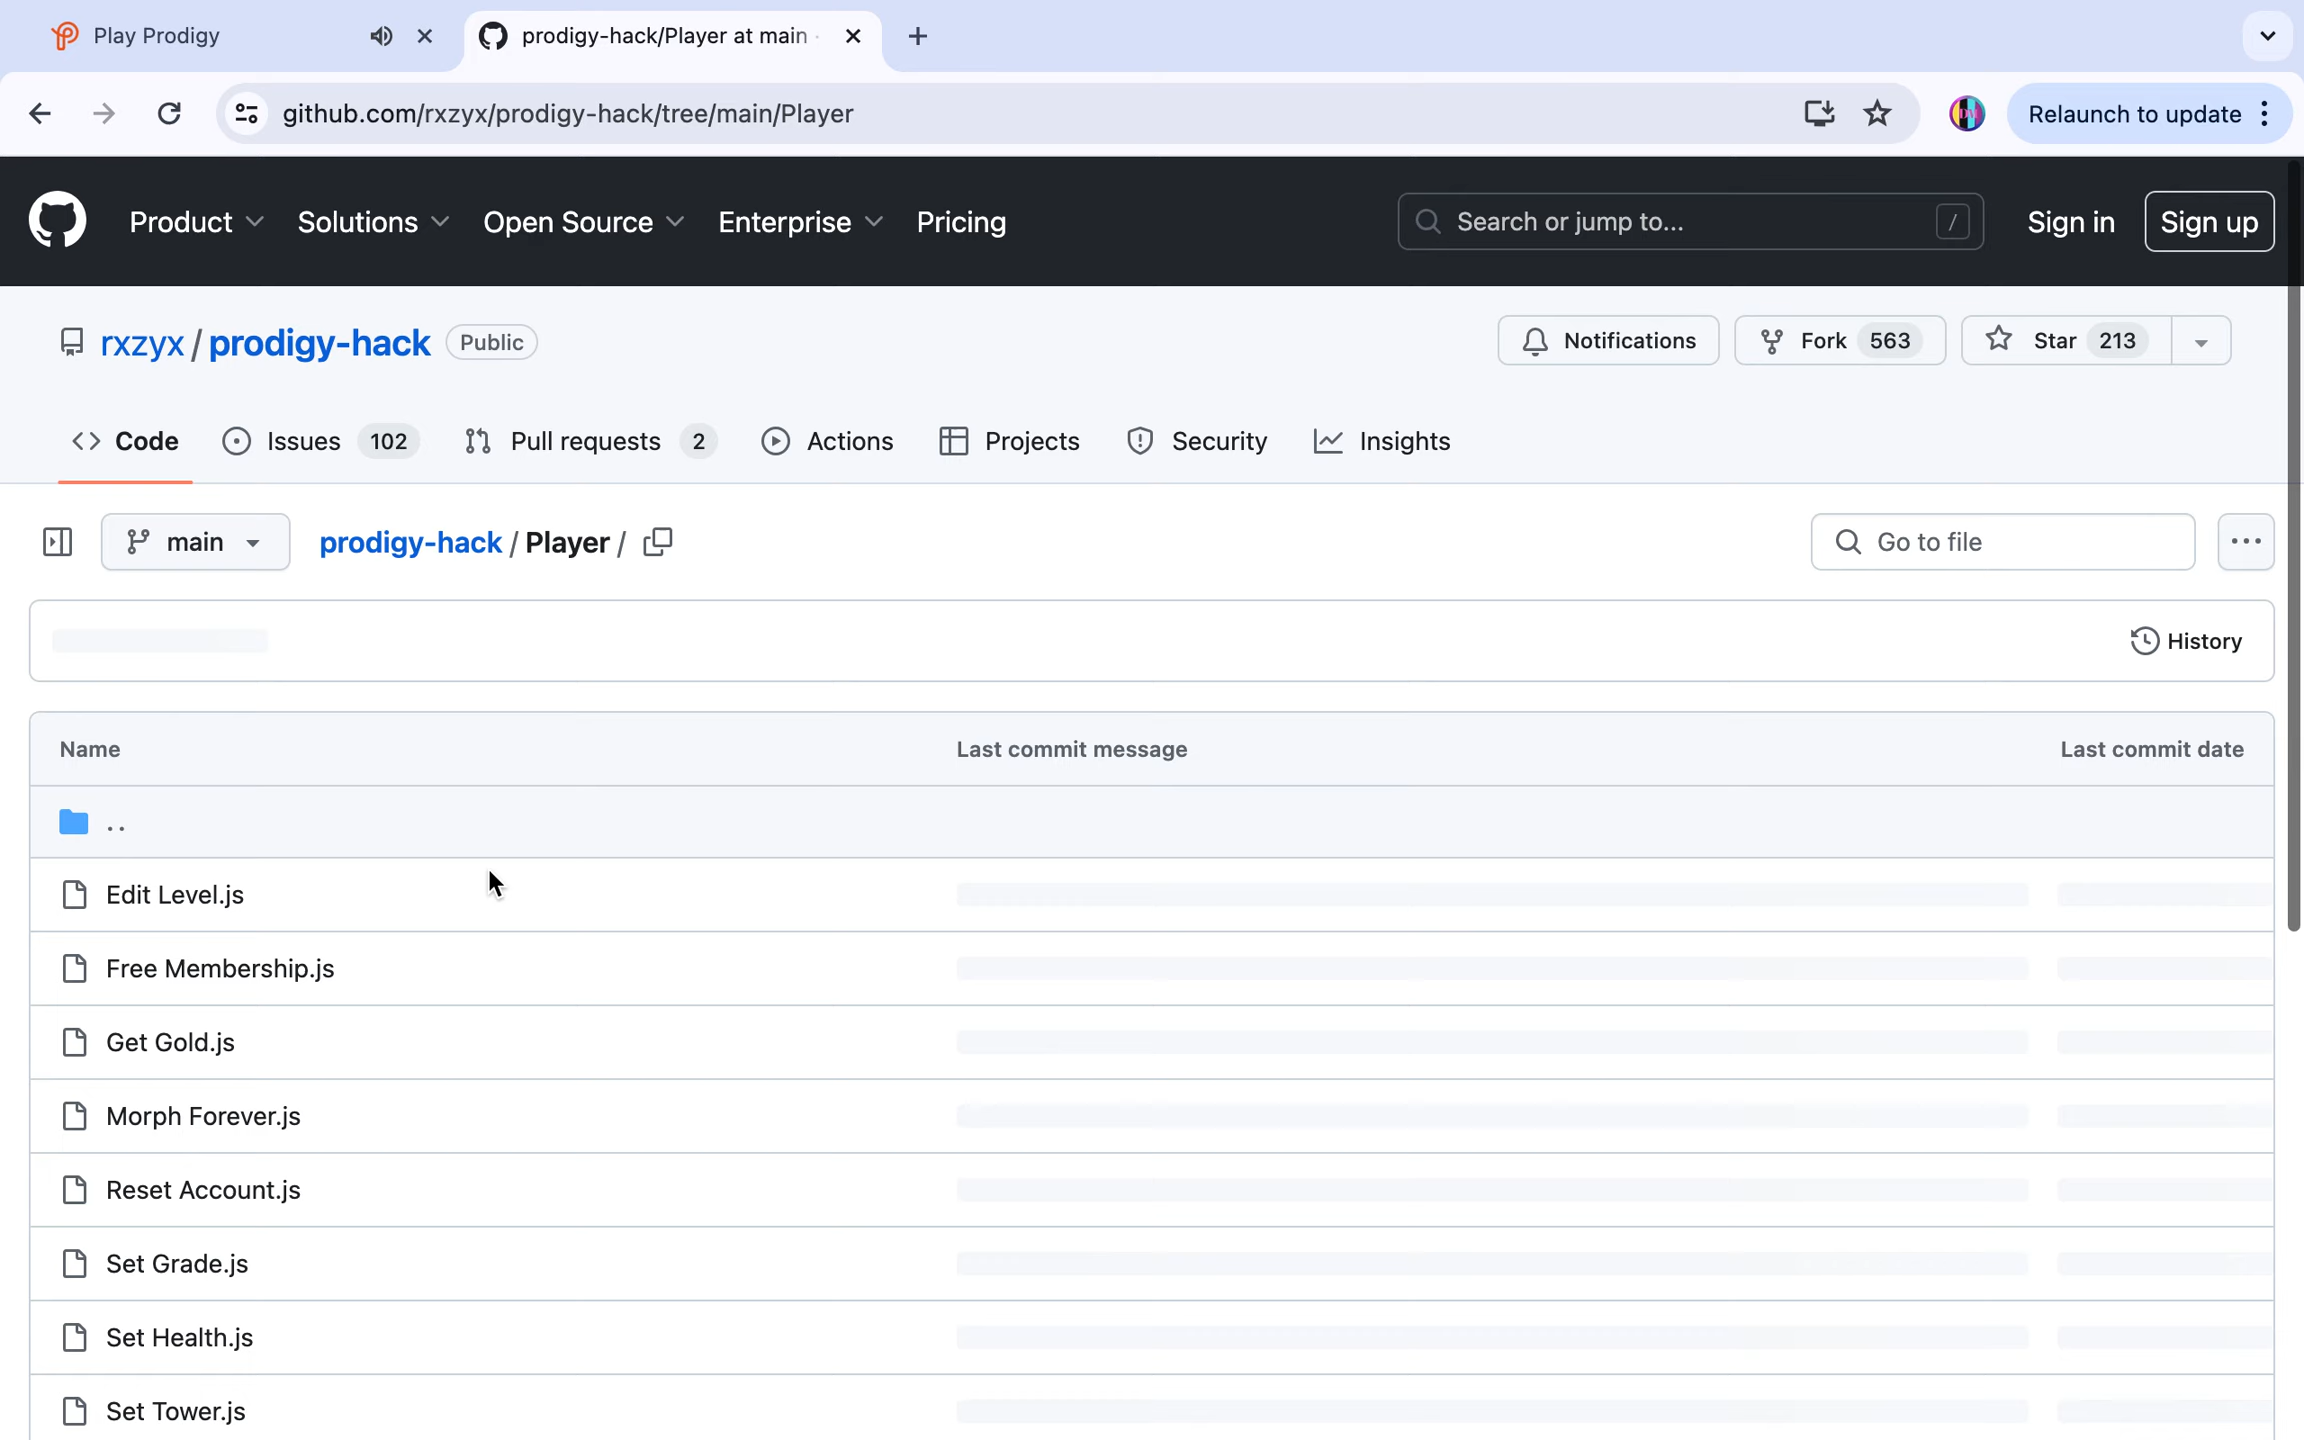 Play Prodigy
prodigy-hack/Player at main ·
github.com/rxzyx/prodigy-hack/tree/main/Player
Relaunch to update
Product Solutions Open Source Enterprise Pricing
Search or jump to... /
Sign in Sign up
rxzyx / prodigy-hack Public
Notifications Fork 563 Star 213
Code Issues 102 Pull requests 2 Actions Projects Security Insights
main prodigy-hack / Player /
Go to file
History
Name Last commit message Last commit date
..
Edit Level.js
Free Membership.js
Get Gold.js
Morph Forever.js
Reset Account.js
Set Grade.js
Set Health.js
Set Tower.js